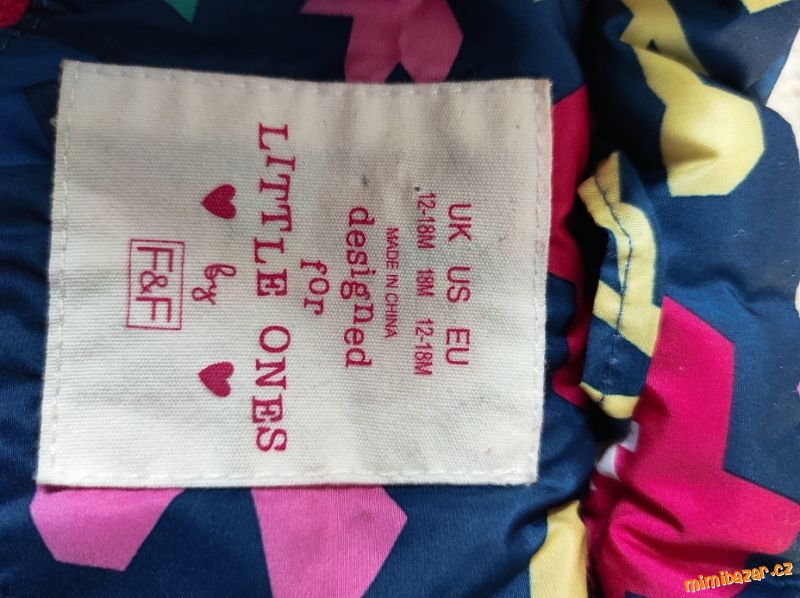 UK US EU
12-18M 18M 12-18M
MADE IN CHINA
designed
for
LITTLE ONES
by
F&F
mimibazar.cz